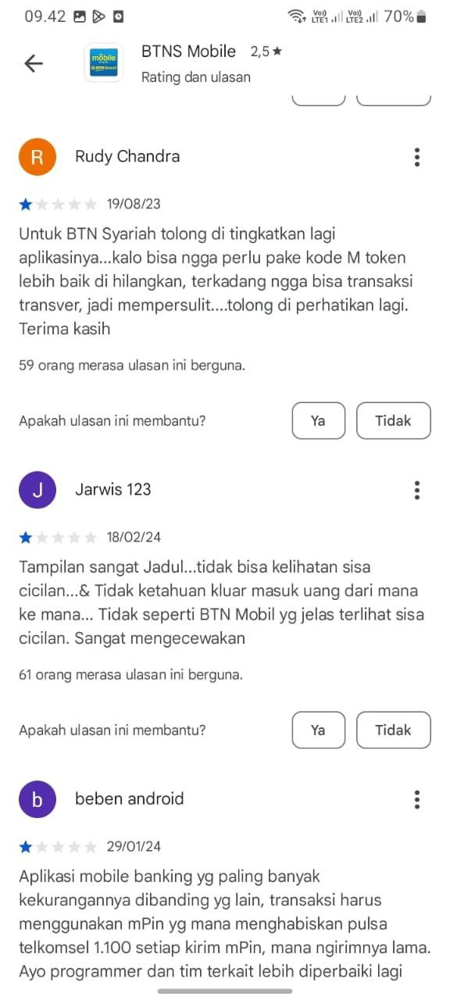 09.42
Vo)) LTE1
Vo)) LTE2
70%
mobile
BTNS Mobile 2,5★
Rating dan ulasan
R
Rudy Chandra
19/08/23
Untuk BTN Syariah tolong di tingkatkan lagi
aplikasinya...kalo bisa ngga perlu pake kode M token
lebih baik di hilangkan, terkadang ngga bisa transaksi
transver, jadi mempersulit....tolong di perhatikan lagi.
Terima kasih
59 orang merasa ulasan ini berguna.
Apakah ulasan ini membantu?
Ya
Tidak
J
Jarwis 123
18/02/24
Tampilan sangat Jadul...tidak bisa kelihatan sisa
cicilan...& Tidak ketahuan kluar masuk uang dari mana
ke mana... Tidak seperti BTN Mobil yg jelas terlihat sisa
cicilan. Sangat mengecewakan
61 orang merasa ulasan ini berguna.
Apakah ulasan ini membantu?
Ya
Tidak
b
beben android
29/01/24
Aplikasi mobile banking yg paling banyak
kekurangannya dibanding yg lain, transaksi harus
menggunakan mPin yg mana menghabiskan pulsa
telkomsel 1.100 setiap kirim mPin, mana ngirimnya lama.
Ayo programmer dan tim terkait lebih diperbaiki lagi